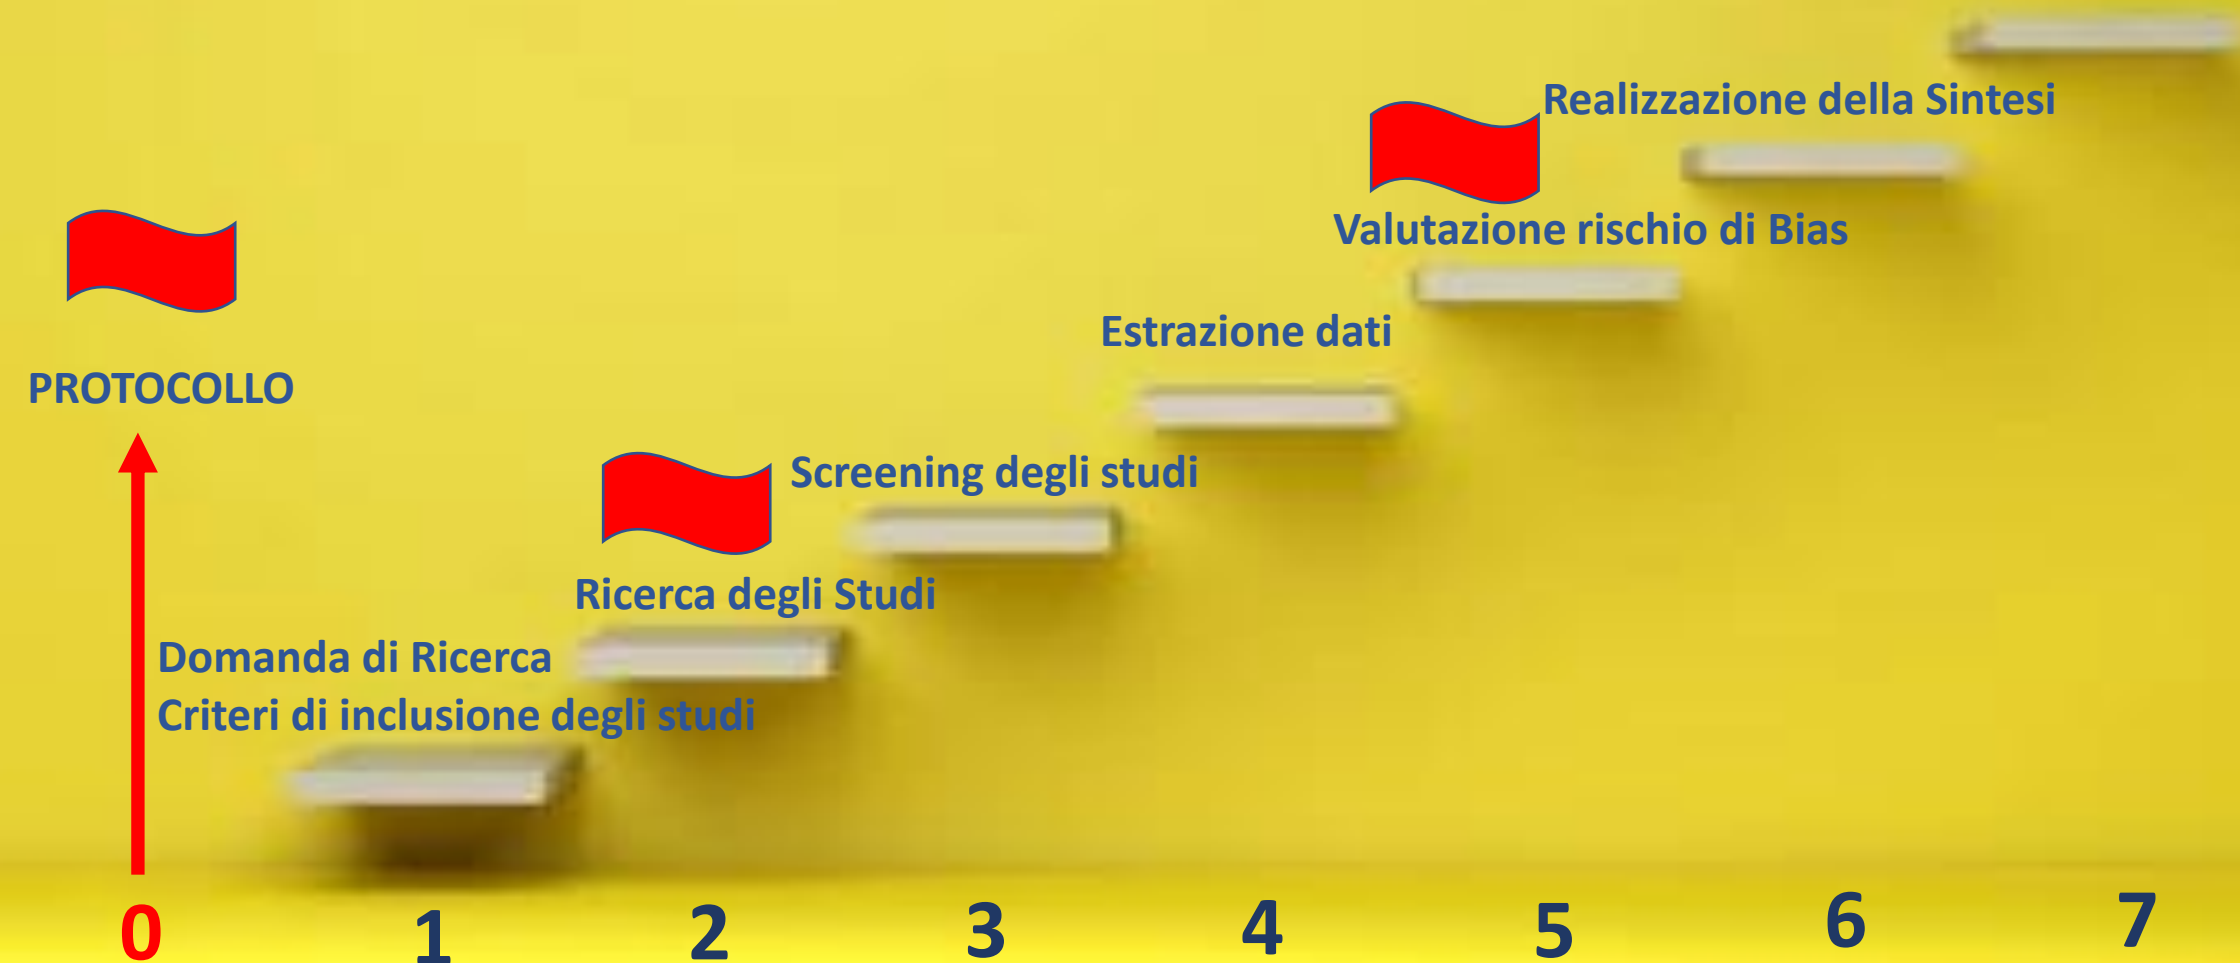 Realizzazione della Sintesi
Valutazione rischio di Bias
Estrazione dati
PROTOCOLLO
Screening degli studi
Ricerca degli Studi
Domanda di Ricerca
Criteri di inclusione degli studi
0 1 2 3 4 5 6 7